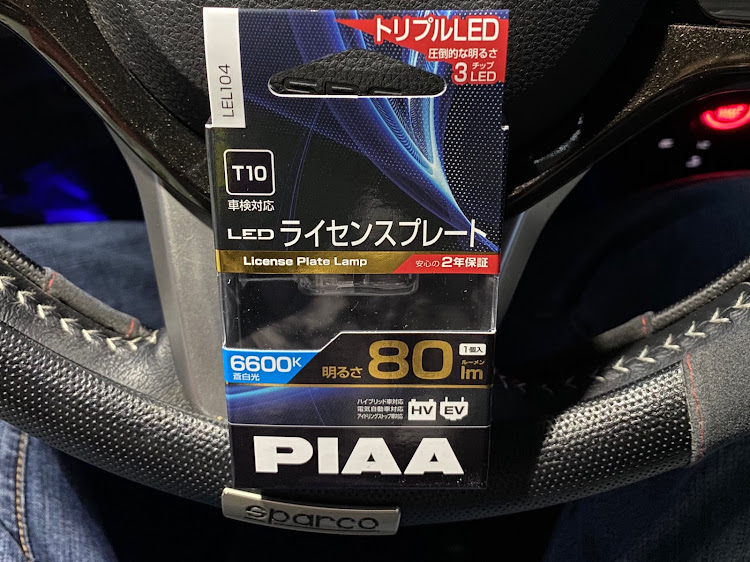 LEL104
トリプルLED
圧倒的な明るさ
3チップLED
T10
車検対応
LED ライセンスプレート
License Plate Lamp
安心の2年保証
6600K
蒼白光
明るさ 80 ルーメン lm
1個入
ハイブリッド車対応
電気自動車対応
アイドリングストップ車対応
HV EV
PIAA
sparco